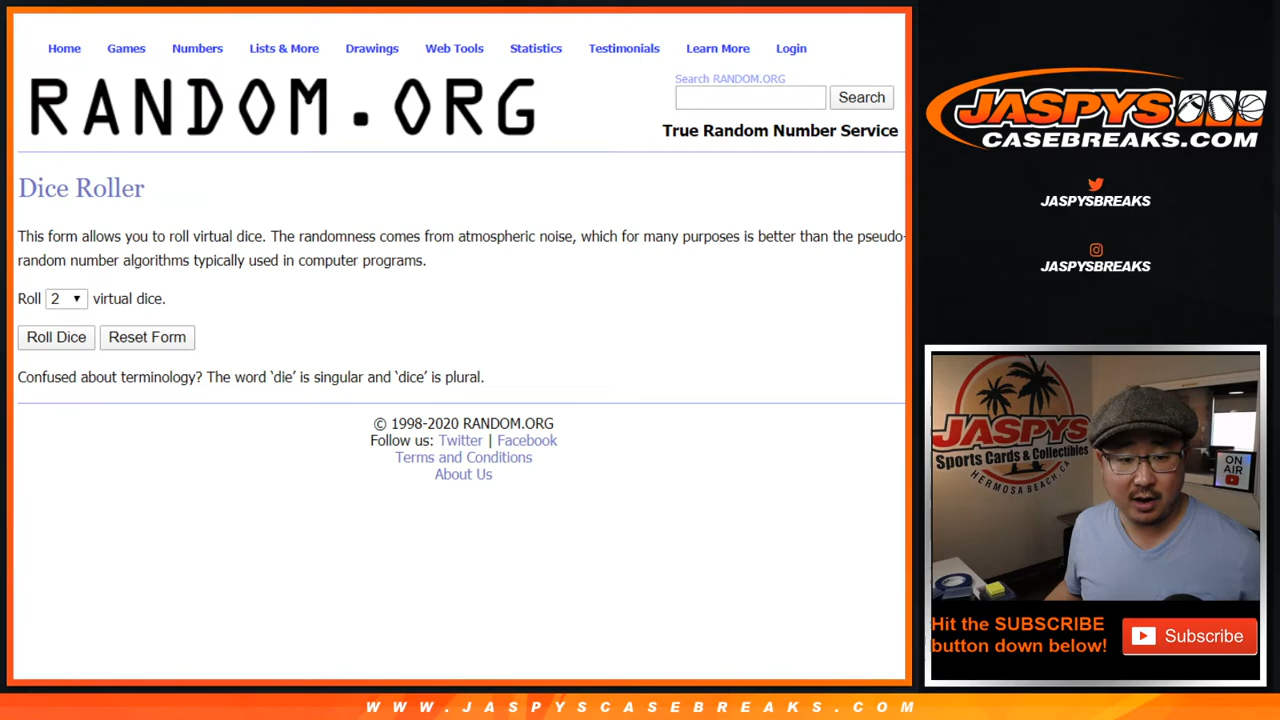 Home Games Numbers Lists & More Drawings Web Tools Statistics Testimonials Learn More Login
RANDOM.ORG
Search RANDOM.ORG
Search
True Random Number Service
Dice Roller
This form allows you to roll virtual dice. The randomness comes from atmospheric noise, which for many purposes is better than the pseudo-
random number algorithms typically used in computer programs.
Roll 2 virtual dice.
Roll Dice Reset Form
Confused about terminology? The word ‘die’ is singular and ‘dice’ is plural.
© 1998-2020 RANDOM.ORG
Follow us: Twitter | Facebook
Terms and Conditions
About Us
JASPYS
CASEBREAKS.COM
JASPYSBREAKS
JASPYSBREAKS
JASPYS
Sports Cards & Collectibles
HERMOSA BEACH, CA
ON
AIR
Hit the SUBSCRIBE
button down below!
Subscribe
WWW.JASPYSCASEBREAKS.COM